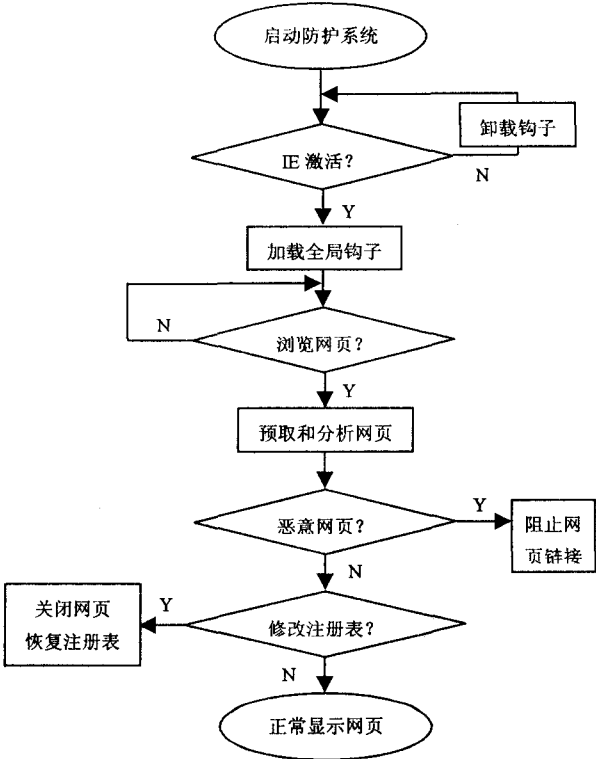 启动防护系统
卸载钩子
IE 激活？
N
Y
加载全局钩子
N
浏览网页？
Y
预取和分析网页
Y
恶意网页？
阻止网
页链接
N
关闭网页
恢复注册表
Y
修改注册表？
N
正常显示网页